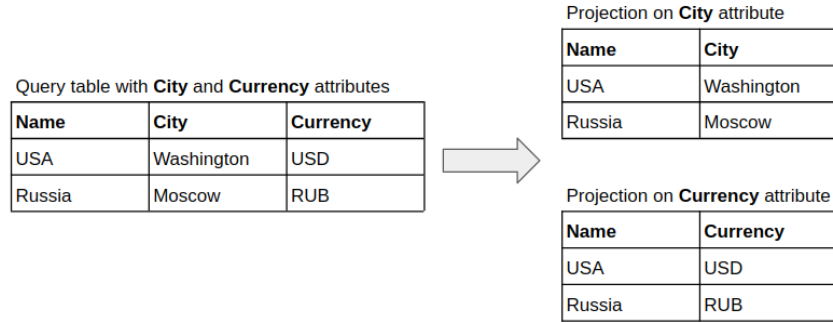 Query table with City and Currency attributes
Name City Currency
USA Washington USD
Russia Moscow RUB
Projection on City attribute
Name City
USA Washington
Russia Moscow
Projection on Currency attribute
Name Currency
USA USD
Russia RUB